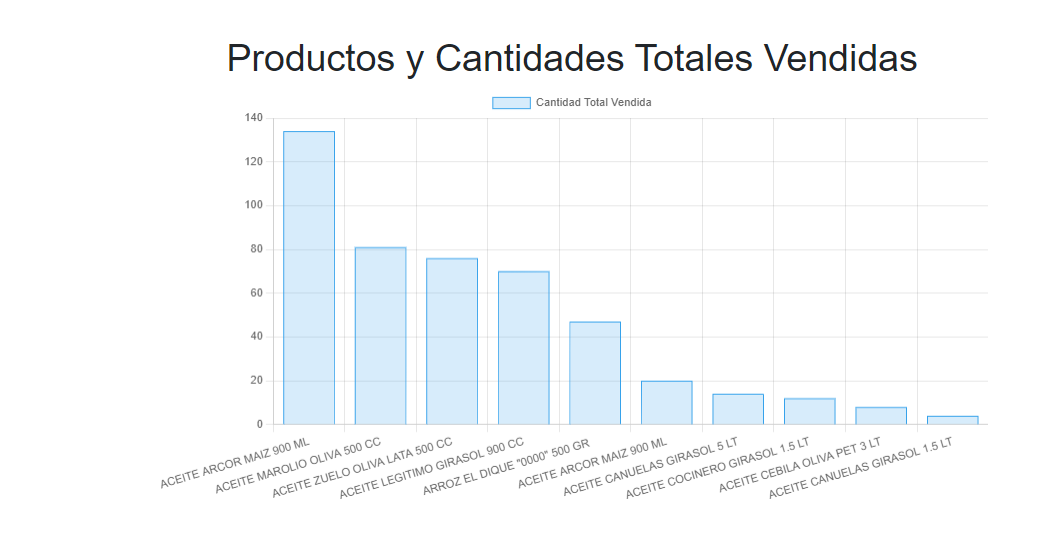 Productos y Cantidades Totales Vendidas
Cantidad Total Vendida
140
120
100
80
60
40
20
0
ACEITE ARCOR MAIZ 900 ML
ACEITE MAROLIO OLIVA 500 CC
ACEITE ZUELO OLIVA LATA 500 CC
ACEITE LEGITIMO GIRASOL 900 CC
ARROZ EL DIQUE "0000" 500 GR
ACEITE ARCOR MAIZ 900 ML
ACEITE CANUELAS GIRASOL 5 LT
ACEITE COCINERO GIRASOL 1.5 LT
ACEITE CEBILA OLIVA PET 3 LT
ACEITE CANUELAS GIRASOL 1.5 LT